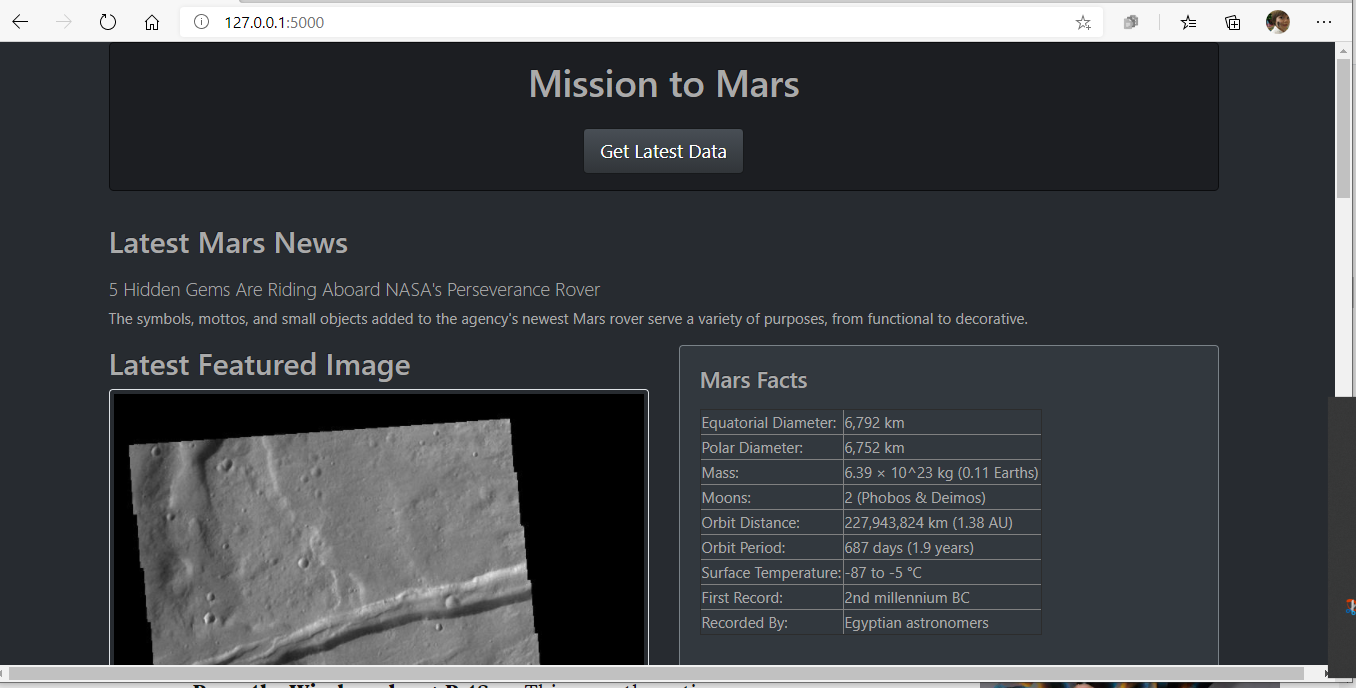 127.0.0.1:5000
Mission to Mars
Get Latest Data
Latest Mars News
5 Hidden Gems Are Riding Aboard NASA's Perseverance Rover
The symbols, mottos, and small objects added to the agency's newest Mars rover serve a variety of purposes, from functional to decorative.
Latest Featured Image
Mars Facts
Equatorial Diameter: 6,792 km
Polar Diameter: 6,752 km
Mass: 6.39 × 10^23 kg (0.11 Earths)
Moons: 2 (Phobos & Deimos)
Orbit Distance: 227,943,824 km (1.38 AU)
Orbit Period: 687 days (1.9 years)
Surface Temperature: -87 to -5 °C
First Record: 2nd millennium BC
Recorded By: Egyptian astronomers